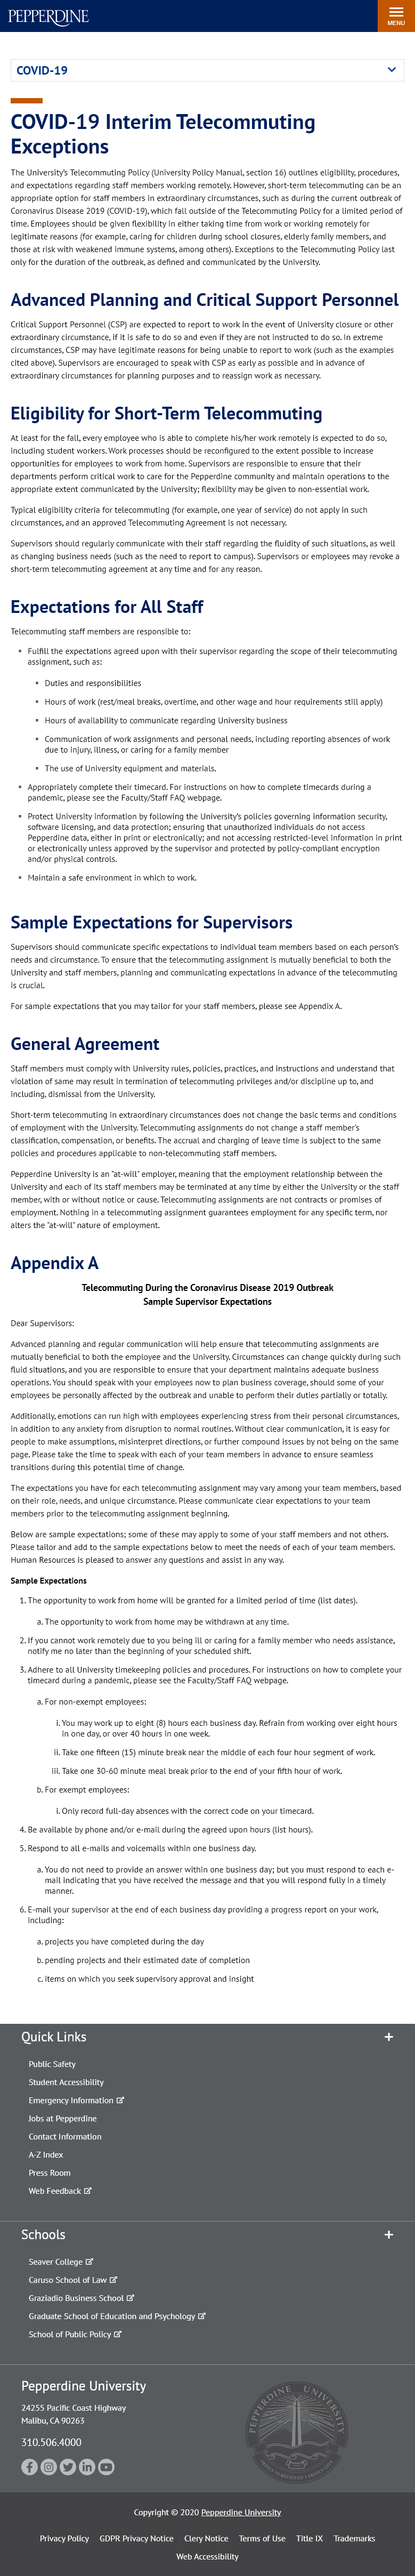 PEPPERDINE
MENU
COVID-19
COVID-19 Interim Telecommuting
Exceptions
The University's Telecommuting Policy (University Policy Manual, section 16) outlines eligibility, procedures,
and expectations regarding staff members working remotely. However, short-term telecommuting can be an
appropriate option for staff members in extraordinary circumstances, such as during the current outbreak of
Coronavirus Disease 2019 (COVID-19), which fall outside of the Telecommuting Policy for a limited period of
time. Employees should be given flexibility in either taking time from work or working remotely for
legitimate reasons (for example, caring for children during school closures, elderly family members, and
those at risk with weakened immune systems, among others). Exceptions to the Telecommuting Policy last
only for the duration of the outbreak, as defined and communicated by the University.
Advanced Planning and Critical Support Personnel
Critical Support Personnel (CSP) are expected to report to work in the event of University closure or other
extraordinary circumstance, if it is safe to do so and even if they are not instructed to do so. In extreme
circumstances, CSP may have legitimate reasons for being unable to report to work (such as the examples
cited above). Supervisors are encouraged to speak with CSP as early as possible and in advance of
extraordinary circumstances for planning purposes and to reassign work as necessary.
Eligibility for Short-Term Telecommuting
At least for the fall, every employee who is able to complete his/her work remotely is expected to do so,
including student workers. Work processes should be reconfigured to the extent possible to increase
opportunities for employees to work from home. Supervisors are responsible to ensure that their
departments perform critical work to care for the Pepperdine community and maintain operations to the
appropriate extent communicated by the University; flexibility may be given to non-essential work.
Typical eligibility criteria for telecommuting (for example, one year of service) do not apply in such
circumstances, and an approved Telecommuting Agreement is not necessary.
Supervisors should regularly communicate with their staff regarding the fluidity of such situations, as well
as changing business needs (such as the need to report to campus). Supervisors or employees may revoke a
short-term telecommuting agreement at any time and for any reason.
Expectations for All Staff
Telecommuting staff members are responsible to:
Fulfill the expectations agreed upon with their supervisor regarding the scope of their telecommuting
assignment, such as:
Duties and responsibilities
Hours of work (rest/meal breaks, overtime, and other wage and hour requirements still apply)
Hours of availability to communicate regarding University business
Communication of work assignments and personal needs, including reporting absences of work
due to injury, illness, or caring for a family member
The use of University equipment and materials.
Appropriately complete their timecard. For instructions on how to complete timecards during a
pandemic, please see the Faculty/Staff FAQ webpage.
Protect University information by following the University's policies governing information security,
software licensing, and data protection; ensuring that unauthorized individuals do not access
Pepperdine data, either in print or electronically; and not accessing restricted-level information in print
or electronically unless approved by the supervisor and protected by policy-compliant encryption
and/or physical controls.
Maintain a safe environment in which to work.
Sample Expectations for Supervisors
Supervisors should communicate specific expectations to individual team members based on each person's
needs and circumstance. To ensure that the telecommuting assignment is mutually beneficial to both the
University and staff members, planning and communicating expectations in advance of the telecommuting
is crucial.
For sample expectations that you may tailor for your staff members, please see Appendix A.
General Agreement
Staff members must comply with University rules, policies, practices, and instructions and understand that
violation of same may result in termination of telecommuting privileges and/or discipline up to, and
including, dismissal from the University.
Short-term telecommuting in extraordinary circumstances does not change the basic terms and conditions
of employment with the University. Telecommuting assignments do not change a staff member's
classification, compensation, or benefits. The accrual and charging of leave time is subject to the same
policies and procedures applicable to non-telecommuting staff members.
Pepperdine University is an "at-will" employer, meaning that the employment relationship between the
University and each of its staff members may be terminated at any time by either the University or the staff
member, with or without notice or cause. Telecommuting assignments are not contracts or promises of
employment. Nothing in a telecommuting assignment guarantees employment for any specific term, nor
alters the "at-will" nature of employment.
Appendix A
Telecommuting During the Coronavirus Disease 2019 Outbreak
Sample Supervisor Expectations
Dear Supervisors:
Advanced planning and regular communication will help ensure that telecommuting assignments are
mutually beneficial to both the employee and the University. Circumstances can change quickly during such
fluid situations, and you are responsible to ensure that your department maintains adequate business
operations. You should speak with your employees now to plan business coverage, should some of your
employees be personally affected by the outbreak and unable to perform their duties partially or totally.
Additionally, emotions can run high with employees experiencing stress from their personal circumstances,
in addition to any anxiety from disruption to normal routines. Without clear communication, it is easy for
people to make assumptions, misinterpret directions, or further compound issues by not being on the same
page. Please take the time to speak with each of your team members in advance to ensure seamless
transitions during this potential time of change.
The expectations you have for each telecommuting assignment may vary among your team members, based
on their role, needs, and unique circumstance. Please communicate clear expectations to your team
members prior to the telecommuting assignment beginning.
Below are sample expectations; some of these may apply to some of your staff members and not others.
Please tailor and add to the sample expectations below to meet the needs of each of your team members.
Human Resources is pleased to answer any questions and assist in any way.
Sample Expectations
1. The opportunity to work from home will be granted for a limited period of time (list dates).
a. The opportunity to work from home may be withdrawn at any time.
2. If you cannot work remotely due to you being ill or caring for a family member who needs assistance,
notify me no later than the beginning of your scheduled shift.
3. Adhere to all University timekeeping policies and procedures. For instructions on how to complete your
timecard during a pandemic, please see the Faculty/Staff FAQ webpage.
a. For non-exempt employees:
i. You may work up to eight (8) hours each business day. Refrain from working over eight hours
in one day, or over 40 hours in one week.
ii. Take one fifteen (15) minute break near the middle of each four hour segment of work.
iii. Take one 30-60 minute meal break prior to the end of your fifth hour of work.
b. For exempt employees:
i. Only record full-day absences with the correct code on your timecard.
4. Be available by phone and/or e-mail during the agreed upon hours (list hours).
5. Respond to all e-mails and voicemails within one business day.
a. You do not need to provide an answer within one business day; but you must respond to each e-
mail indicating that you have received the message and that you will respond fully in a timely
manner.
6. E-mail your supervisor at the end of each business day providing a progress report on your work,
including:
a. projects you have completed during the day
b. pending projects and their estimated date of completion
c. items on which you seek supervisory approval and insight
Quick Links
Public Safety
Student Accessibility
Emergency Information
Jobs at Pepperdine
Contact Information
A-Z Index
Press Room
Web Feedback
Schools
Seaver College
Caruso School of Law
Graziadio Business School
Graduate School of Education and Psychology
School of Public Policy
Pepperdine University
24255 Pacific Coast Highway
Malibu, CA 90263
310.506.4000
PEPPERDINE UNIVERSITY
Copyright © 2020 Pepperdine University
Privacy Policy GDPR Privacy Notice Clery Notice Terms of Use Title IX Trademarks
Web Accessibility